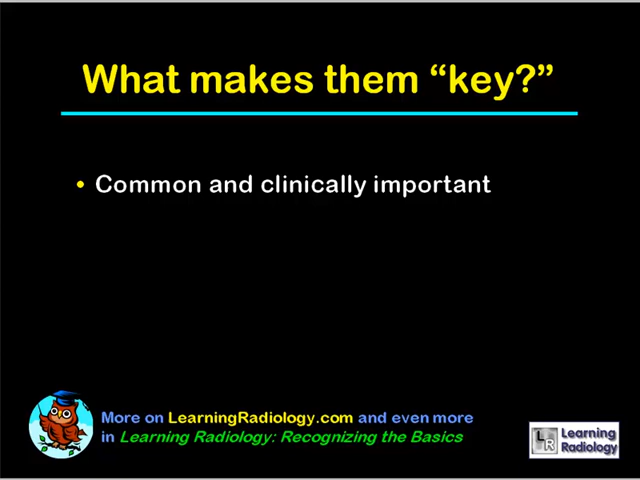 What makes them “key?”
• Common and clinically important
More on LearningRadiology.com and even more
in Learning Radiology: Recognizing the Basics
LR
Learning
Radiology